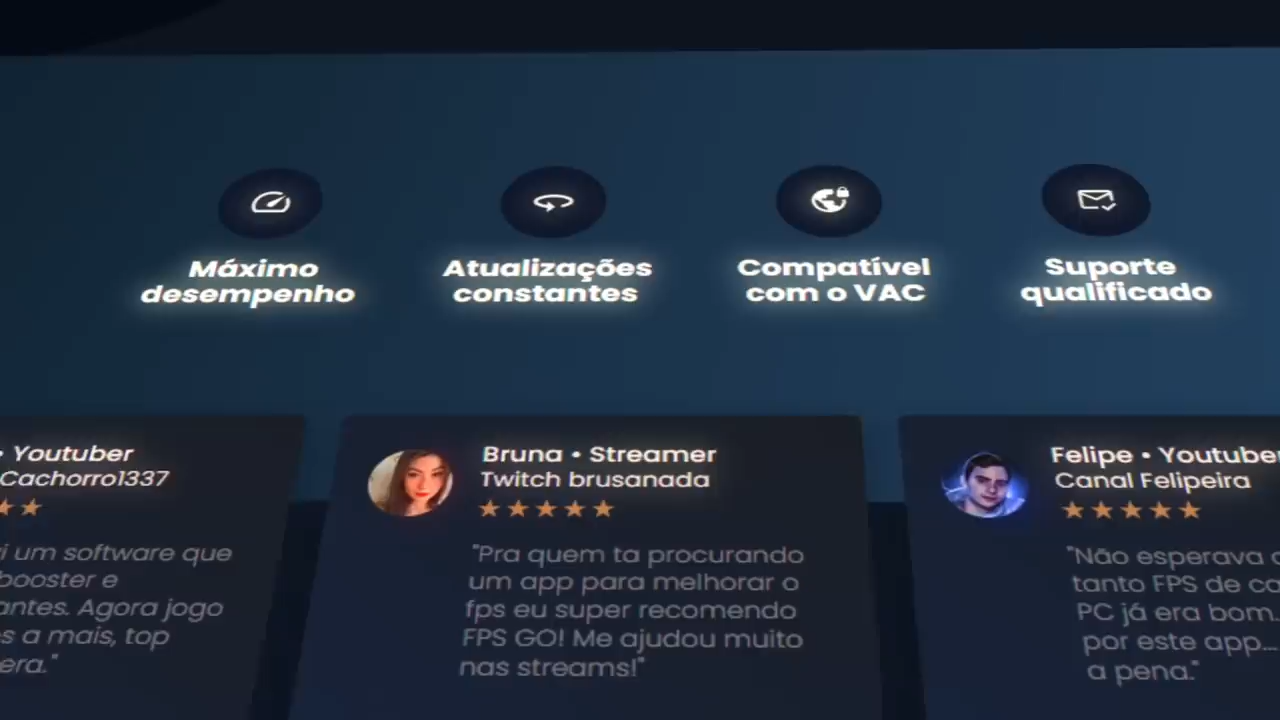 Máximo
desempenho
Atualizações
constantes
Compatível
com o VAC
Suporte
qualificado
• Youtuber
Cachorro1337
um software que
booster e
Agora jogo
a mais, top
Bruna • Streamer
Twitch brusanada
"Pra quem ta procurando
um app para melhorar o
fps eu super recomendo
FPS GO! Me ajudou muito
nas streams!"
Felipe • Youtuber
Canal Felipeira
"Não esperava
tanto FPS de
PC já era bom.
por este app...
a pena."